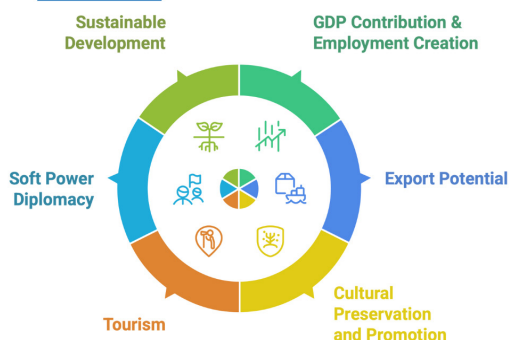 Sustainable
Development
GDP Contribution &
Employment Creation
Soft Power
Diplomacy
Export Potential
Tourism
Cultural
Preservation
and Promotion